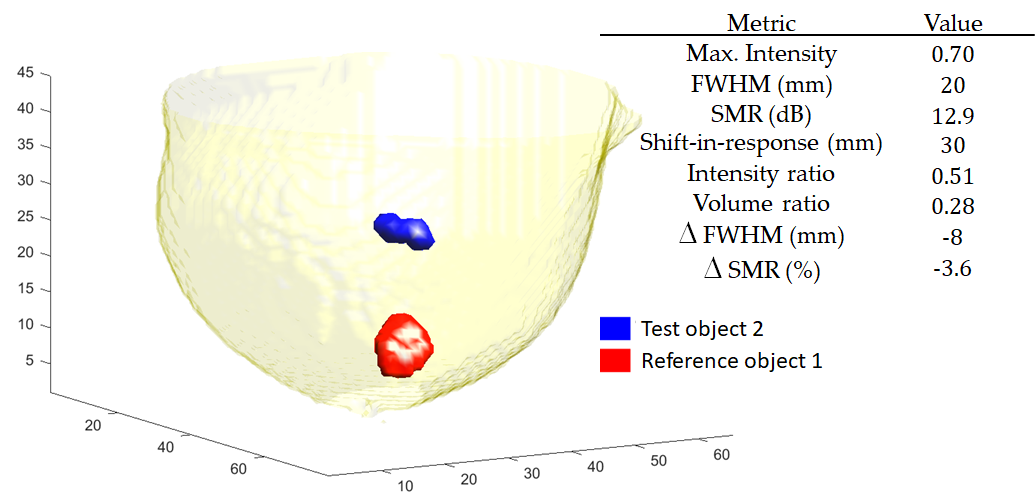 Metric Value
Max. Intensity 0.70
FWHM (mm) 20
SMR (dB) 12.9
Shift-in-response (mm) 30
Intensity ratio 0.51
Volume ratio 0.28
Δ FWHM (mm) -8
Δ SMR (%) -3.6
Test object 2
Reference object 1
45
40
35
30
25
20
15
10
5
20
40
60
10
20
30
40
50
60